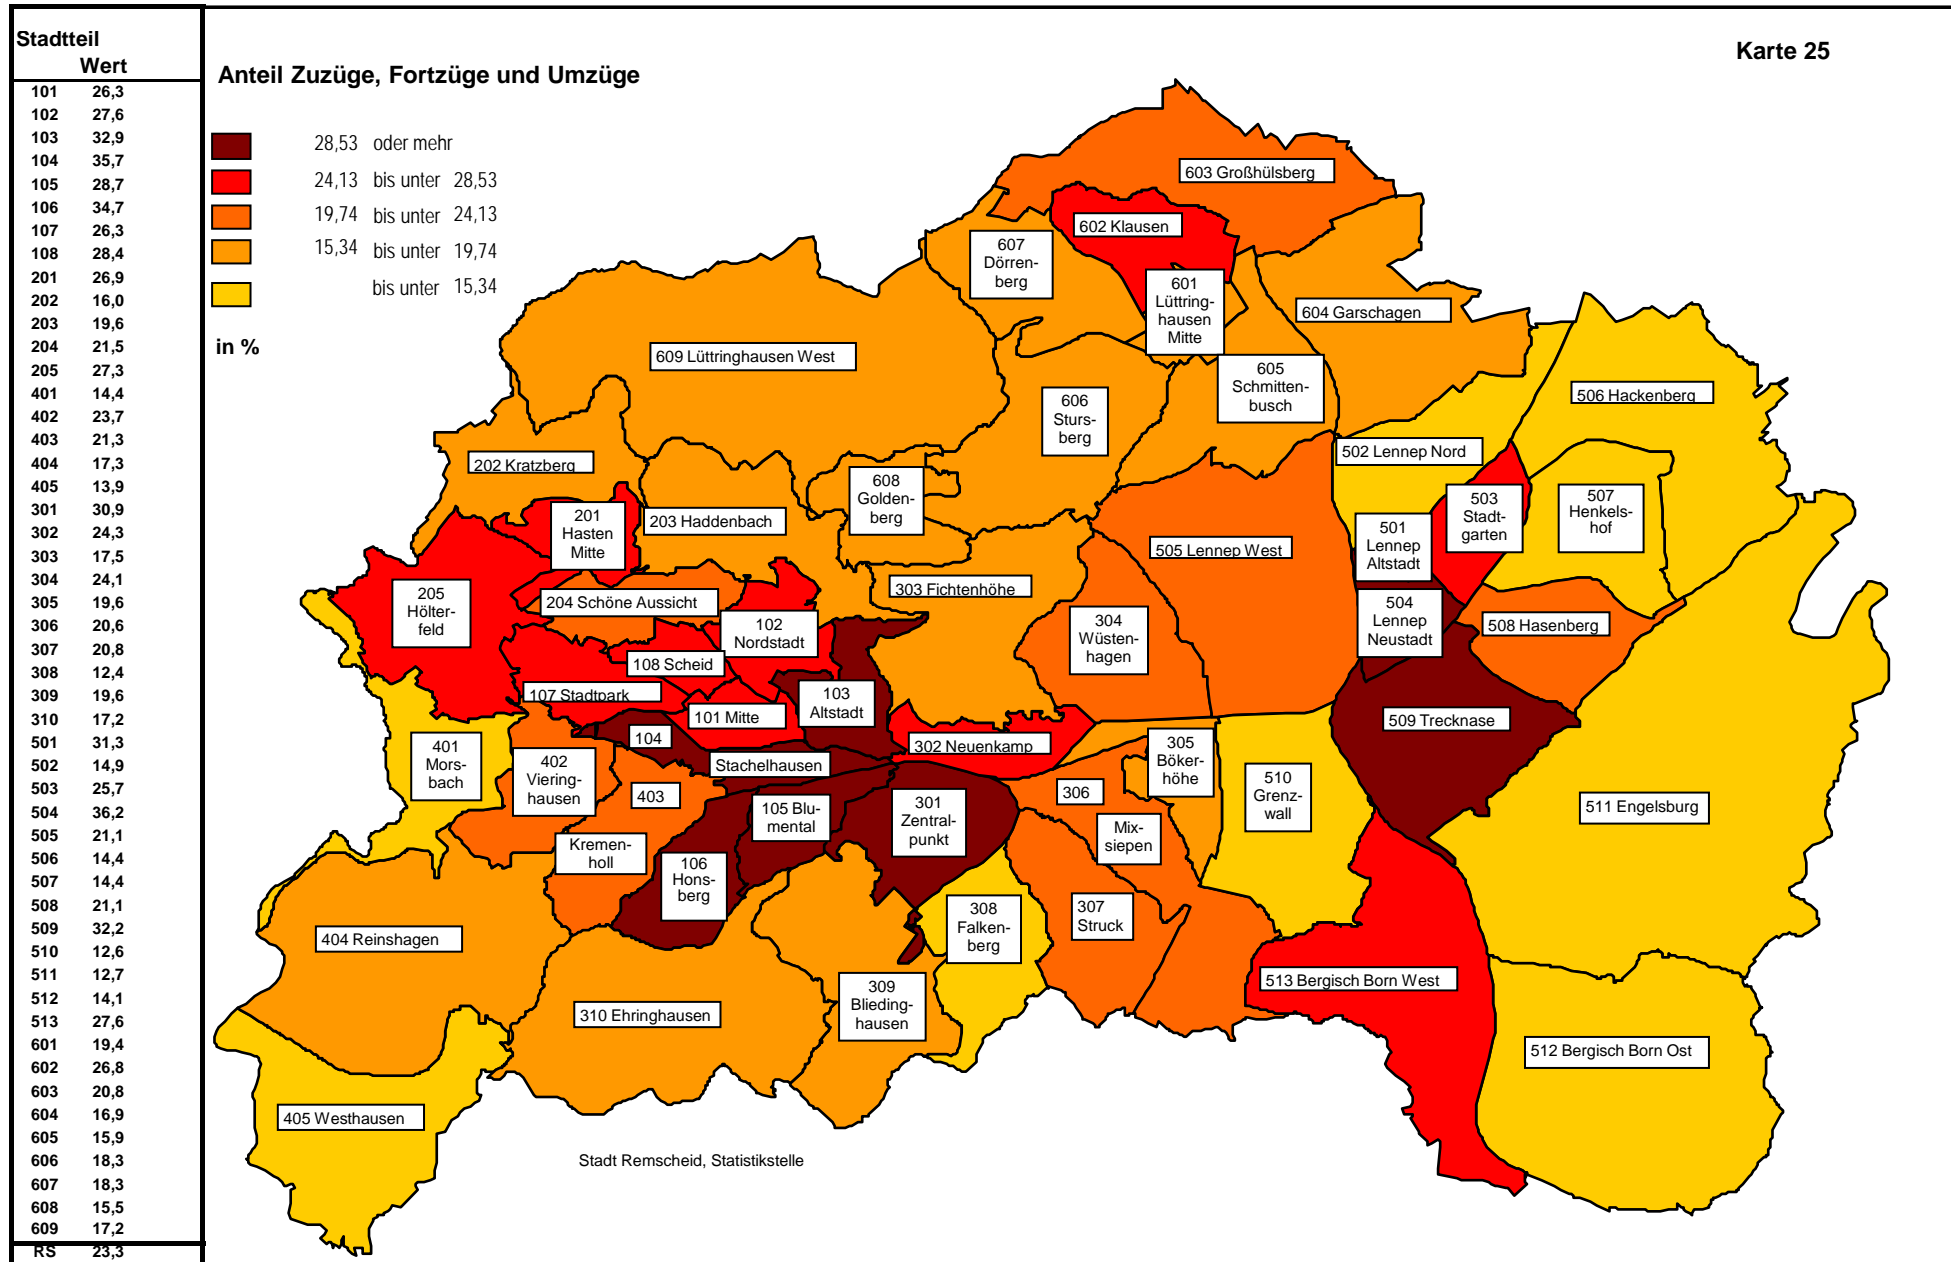 Stadtteil
Wert
101 26,3
102 27,6
103 32,9
104 35,7
105 28,7
106 34,7
107 26,3
108 28,4
201 26,9
202 16,0
203 19,6
204 21,5
205 27,3
401 14,4
402 23,7
403 21,3
404 17,3
405 13,9
301 30,9
302 24,3
303 17,5
304 24,1
305 19,6
306 20,6
307 20,8
308 12,4
309 19,6
310 17,2
501 31,3
502 14,9
503 25,7
504 36,2
505 21,1
506 14,4
507 14,4
508 21,1
509 32,2
510 12,6
511 12,7
512 14,1
513 27,6
601 19,4
602 26,8
603 20,8
604 16,9
605 15,9
606 18,3
607 18,3
608 15,5
609 17,2
RS 23,3
Karte 25
Anteil Zuzüge, Fortzüge und Umzüge
28,53 oder mehr
24,13 bis unter 28,53
19,74 bis unter 24,13
15,34 bis unter 19,74
bis unter 15,34
in %
603 Großhülsberg
602 Klausen
607
Dörren-
berg
601
Lüttring-
hausen
Mitte
604 Garschagen
609 Lüttringhausen West
605
Schmitten-
busch
606
Sturs-
berg
506 Hackenberg
502 Lennep Nord
202 Kratzberg
608
Golden-
berg
503
Stadt-
garten
507
Henkels-
hof
201
Hasten
Mitte
203 Haddenbach
501
Lennep
Altstadt
505 Lennep West
205
Hölter-
feld
204 Schöne Aussicht
303 Fichtenhöhe
504
Lennep
Neustadt
508 Hasenberg
102
Nordstadt
304
Wüsten-
hagen
108 Scheid
107 Stadtpark
103
Altstadt
101 Mitte
509 Trecknase
104
Stachelhausen
302 Neuenkamp
401
Mors-
bach
402
Viering-
hausen
305
Böker-
höhe
510
Grenz-
wall
403
Kremen-
holl
105 Blu-
mental
301
Zentral-
punkt
306
Mix-
siepen
511 Engelsburg
106
Hons-
berg
308
Falken-
berg
307
Struck
404 Reinshagen
513 Bergisch Born West
309
Blieding-
hausen
310 Ehringhausen
512 Bergisch Born Ost
405 Westhausen
Stadt Remscheid, Statistikstelle